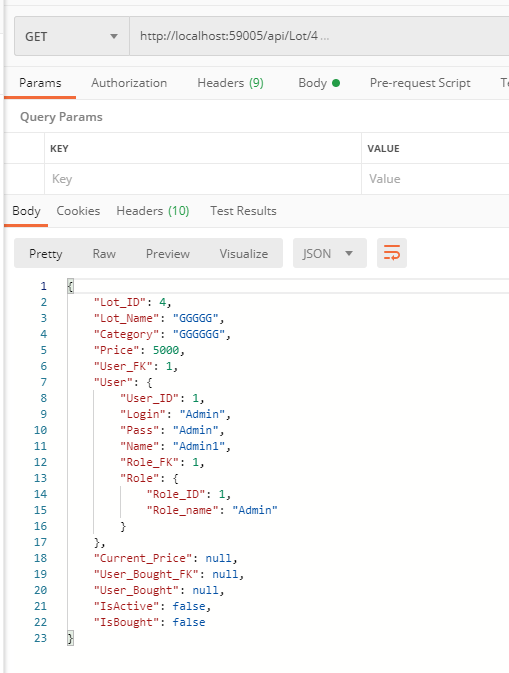 GET http://localhost:59005/api/Lot/4 ...
Params Authorization Headers (9) Body Pre-request Script
Query Params
KEY VALUE
Key Value
Body Cookies Headers (10) Test Results
Pretty Raw Preview Visualize JSON
1 {
2 "Lot_ID": 4,
3 "Lot_Name": "GGGGG",
4 "Category": "GGGGGG",
5 "Price": 5000,
6 "User_FK": 1,
7 "User": {
8 "User_ID": 1,
9 "Login": "Admin",
10 "Pass": "Admin",
11 "Name": "Admin1",
12 "Role_FK": 1,
13 "Role": {
14 "Role_ID": 1,
15 "Role_name": "Admin"
16 }
17 },
18 "Current_Price": null,
19 "User_Bought_FK": null,
20 "User_Bought": null,
21 "IsActive": false,
22 "IsBought": false
23 }